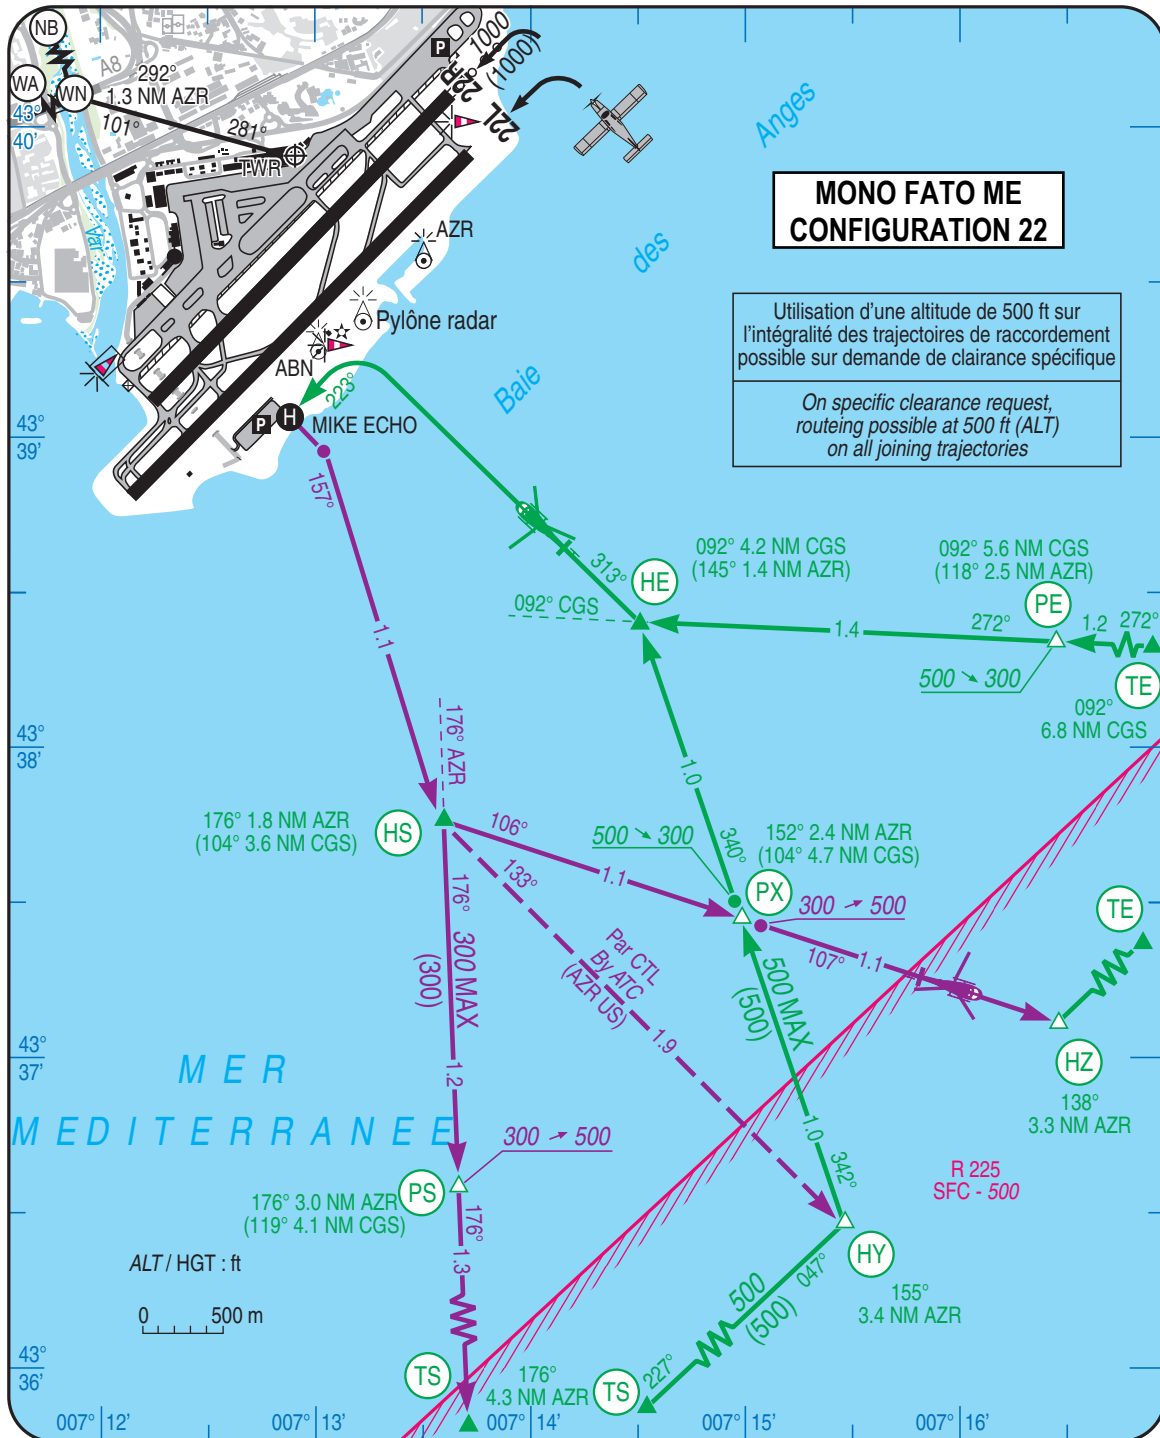 NB
WA
WN
A8
292°
1.3 NM AZR
101°
281°
TWR
P
22R
1000
(1000)
22L
43°
40'
Var
AZR
Pylône radar
ABN
223°
H
P
MIKE ECHO
Baie
des
Anges
MONO FATO ME
CONFIGURATION 22
Utilisation d'une altitude de 500 ft sur
l'intégralité des trajectoires de raccordement
possible sur demande de clairance spécifique
On specific clearance request,
routeing possible at 500 ft (ALT)
on all joining trajectories
43°
39'
157°
313°
HE
092° 4.2 NM CGS
(145° 1.4 NM AZR)
092° 5.6 NM CGS
(118° 2.5 NM AZR)
PE
092° CGS
1.4
272°
1.2
272°
500 ➘ 300
TE
092°
6.8 NM CGS
1.1
43°
38'
176° AZR
1.0
176° 1.8 NM AZR
(104° 3.6 NM CGS)
HS
106°
133°
1.1
500 ➘ 300
340°
152° 2.4 NM AZR
(104° 4.7 NM CGS)
PX
300 ➚ 500
107°
1.1
TE
176°
300 MAX
(300)
Par CTL
By ATC
(AZR US)
1.9
500 MAX
(500)
43°
37'
MER
MEDITERRANEE
1.2
HZ
138°
3.3 NM AZR
1.0
342°
300 ➚ 500
R 225
SFC - 500
PS
176° 3.0 NM AZR
(119° 4.1 NM CGS)
176°
1.3
HY
155°
3.4 NM AZR
047°
500
(500)
227°
ALT / HGT : ft
0 500 m
43°
36'
TS
176°
4.3 NM AZR
TS
007° 12'
007° 13'
007° 14'
007° 15'
007° 16'